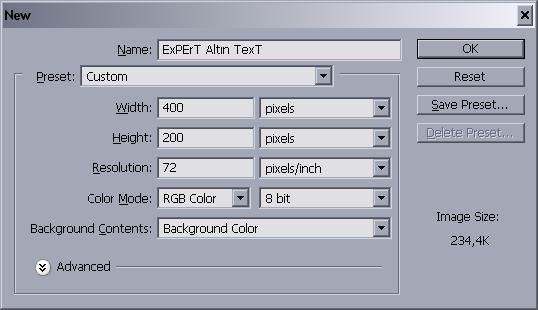 New
Name: ExPErT Altın TexT
OK
Preset: Custom
Reset
Width: 400 pixels
Save Preset...
Height: 200 pixels
Delete Preset...
Resolution: 72 pixels/inch
Color Mode: RGB Color 8 bit
Image Size:
Background Contents: Background Color
234,4K
Advanced